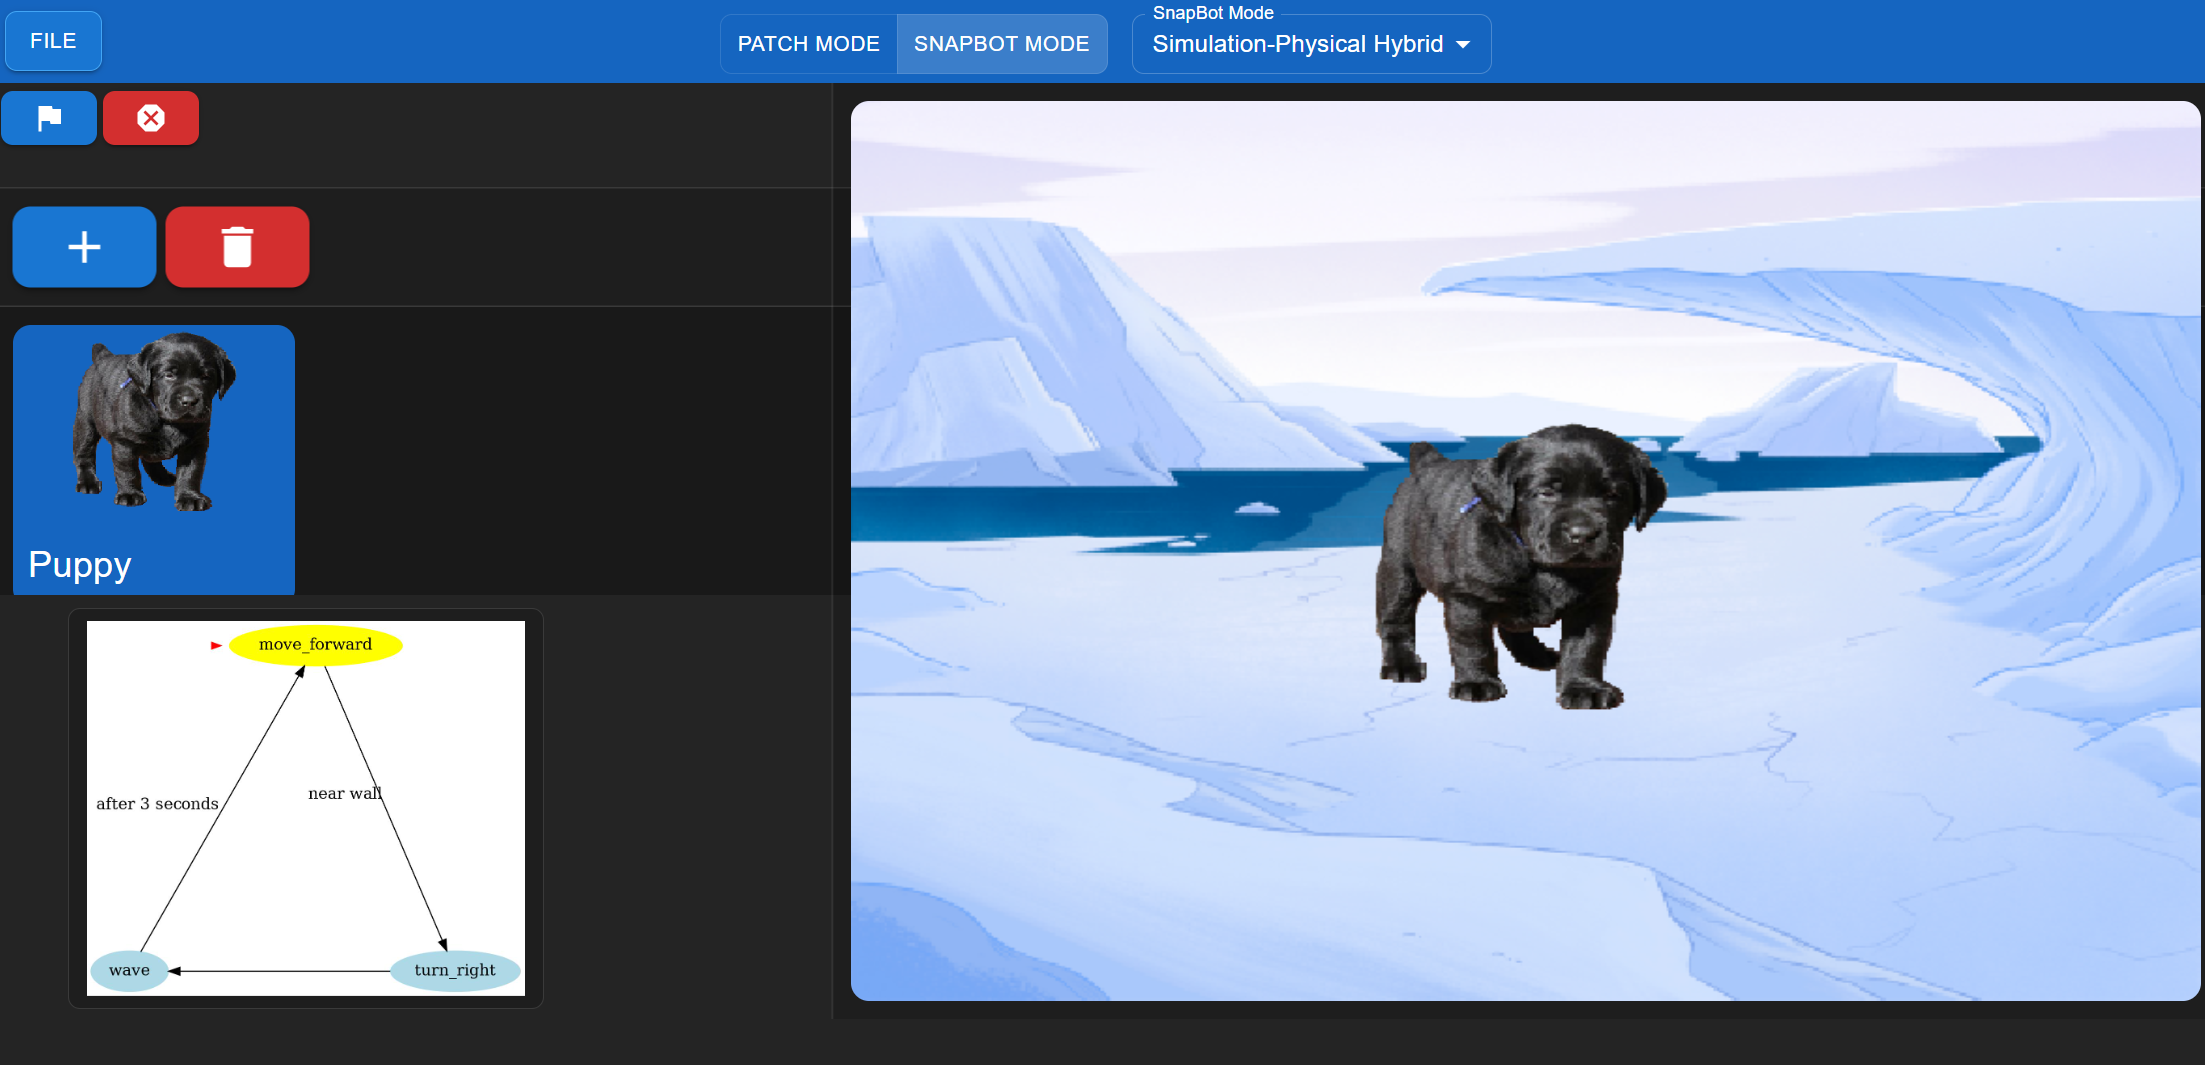 FILE
PATCH MODE
SNAPBOT MODE
SnapBot Mode
Simulation-Physical Hybrid
Puppy
move_forward
after 3 seconds
near wall
wave
turn_right